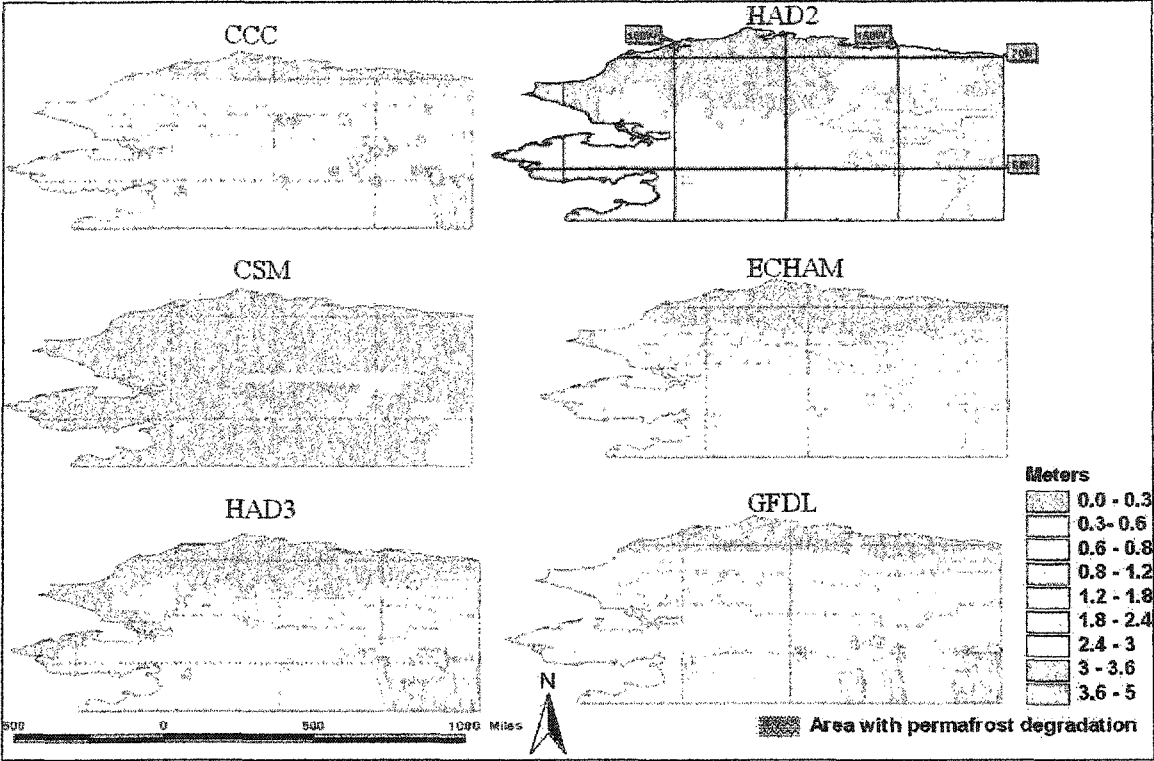 CCC
HAD2
CSM
ECHAM
HAD3
GFDL
Meters
0.0 - 0.3
0.3- 0.6
0.6 - 0.8
0.8 - 1.2
1.2 - 1.8
1.8 - 2.4
2.4 - 3
3 - 3.6
3.6 - 5
N
500 0 500 1000 Miles
Area with permafrost degradation